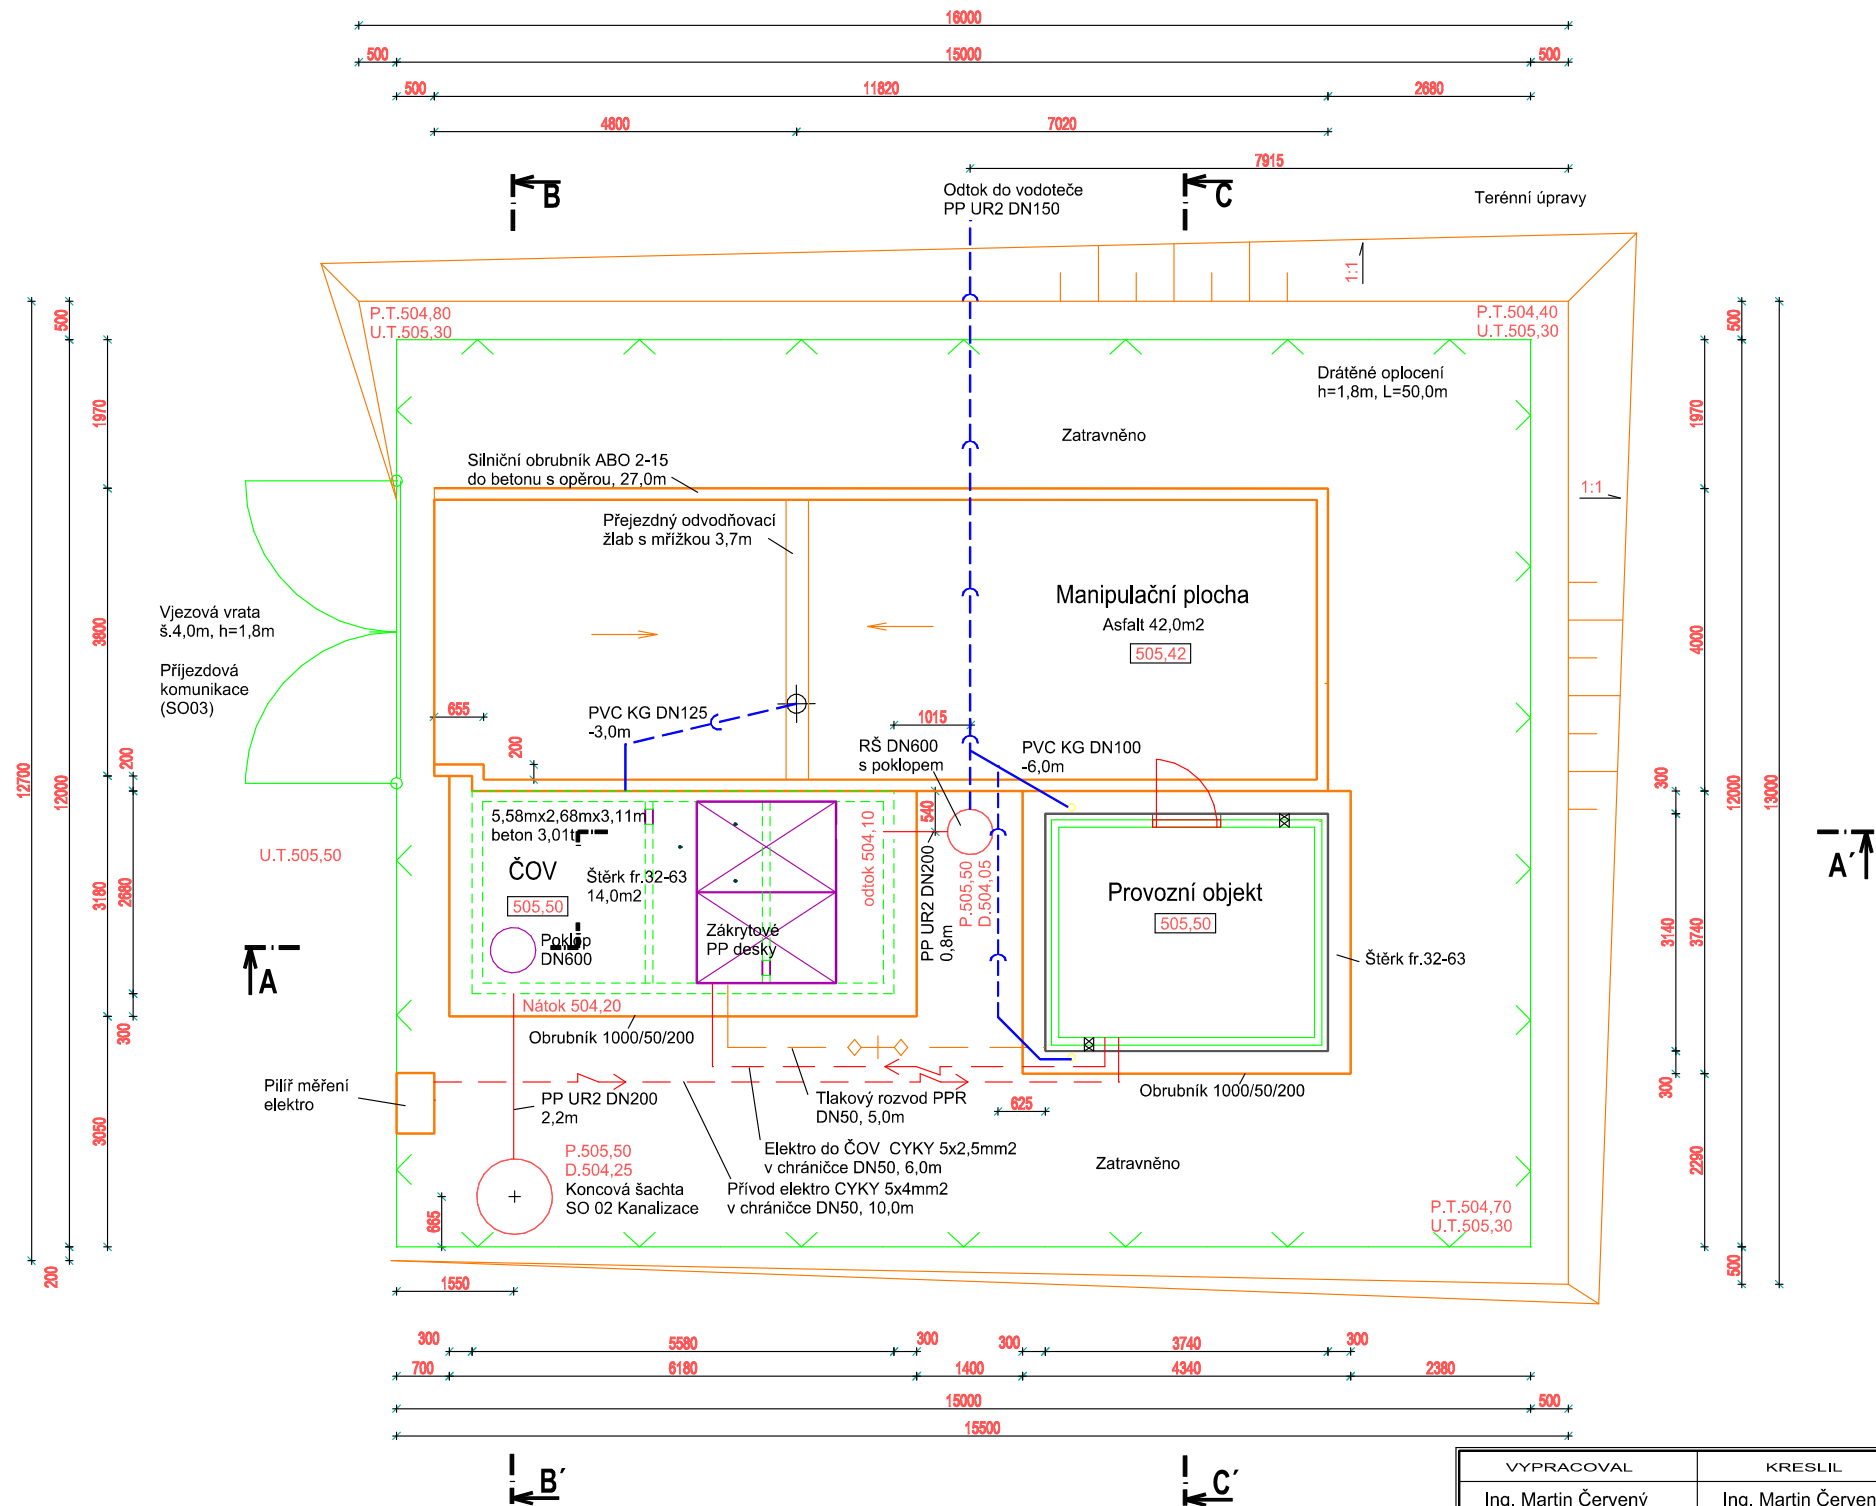 16000
500
15000
500
500
11820
2680
4800
7020
7915
B
C
Odtok do vodoteče
PP UR2 DN150
Terénní úpravy
1:1
P.T.504,80
U.T.505,30
P.T.504,40
U.T.505,30
500
500
Drátěné oplocení
h=1,8m, L=50,0m
1970
1970
Zatravněno
Silniční obrubník ABO 2-15
do betonu s opěrou, 27,0m
1:1
Přejezdný odvodňovací
žlab s mřížkou 3,7m
Manipulační plocha
Asfalt 42,0m2
505,42
Vjezová vrata
š.4,0m, h=1,8m
3800
4000
Příjezdová
komunikace
(SO03)
655
PVC KG DN125
-3,0m
1015
200
200
RŠ DN600
s poklopem
PVC KG DN100
-6,0m
12700
12000
300
12000
13000
5,58mx2,68mx3,11m
beton 3,01t
540
odtok 504,10
U.T.505,50
ČOV
Štěrk fr.32-63
14,0m2
505,50
PP UR2 DN200
0,8m
P.505,50
D.504,05
Provozní objekt
505,50
A´
3180
2680
3140
3740
Poklop
DN600
Zákrytové
PP desky
Štěrk fr.32-63
A
Nátok 504,20
300
Obrubník 1000/50/200
Pilíř měření
elektro
PP UR2 DN200
2,2m
Tlakový rozvod PPR
DN50, 5,0m
625
Obrubník 1000/50/200
300
3050
Elektro do ČOV  CYKY 5x2,5mm2
v chráničce DN50, 6,0m
P.505,50
D.504,25
Koncová šachta
SO 02 Kanalizace
Přívod elektro CYKY 5x4mm2
v chráničce DN50, 10,0m
Zatravněno
2290
665
P.T.504,70
U.T.505,30
200
500
1550
300
5580
300
300
3740
300
700
6180
1400
4340
2380
15000
500
15500
B´
C´
VYPRACOVAL
KRESLIL
Ing. Martin Červený
Ing. Martin Červen